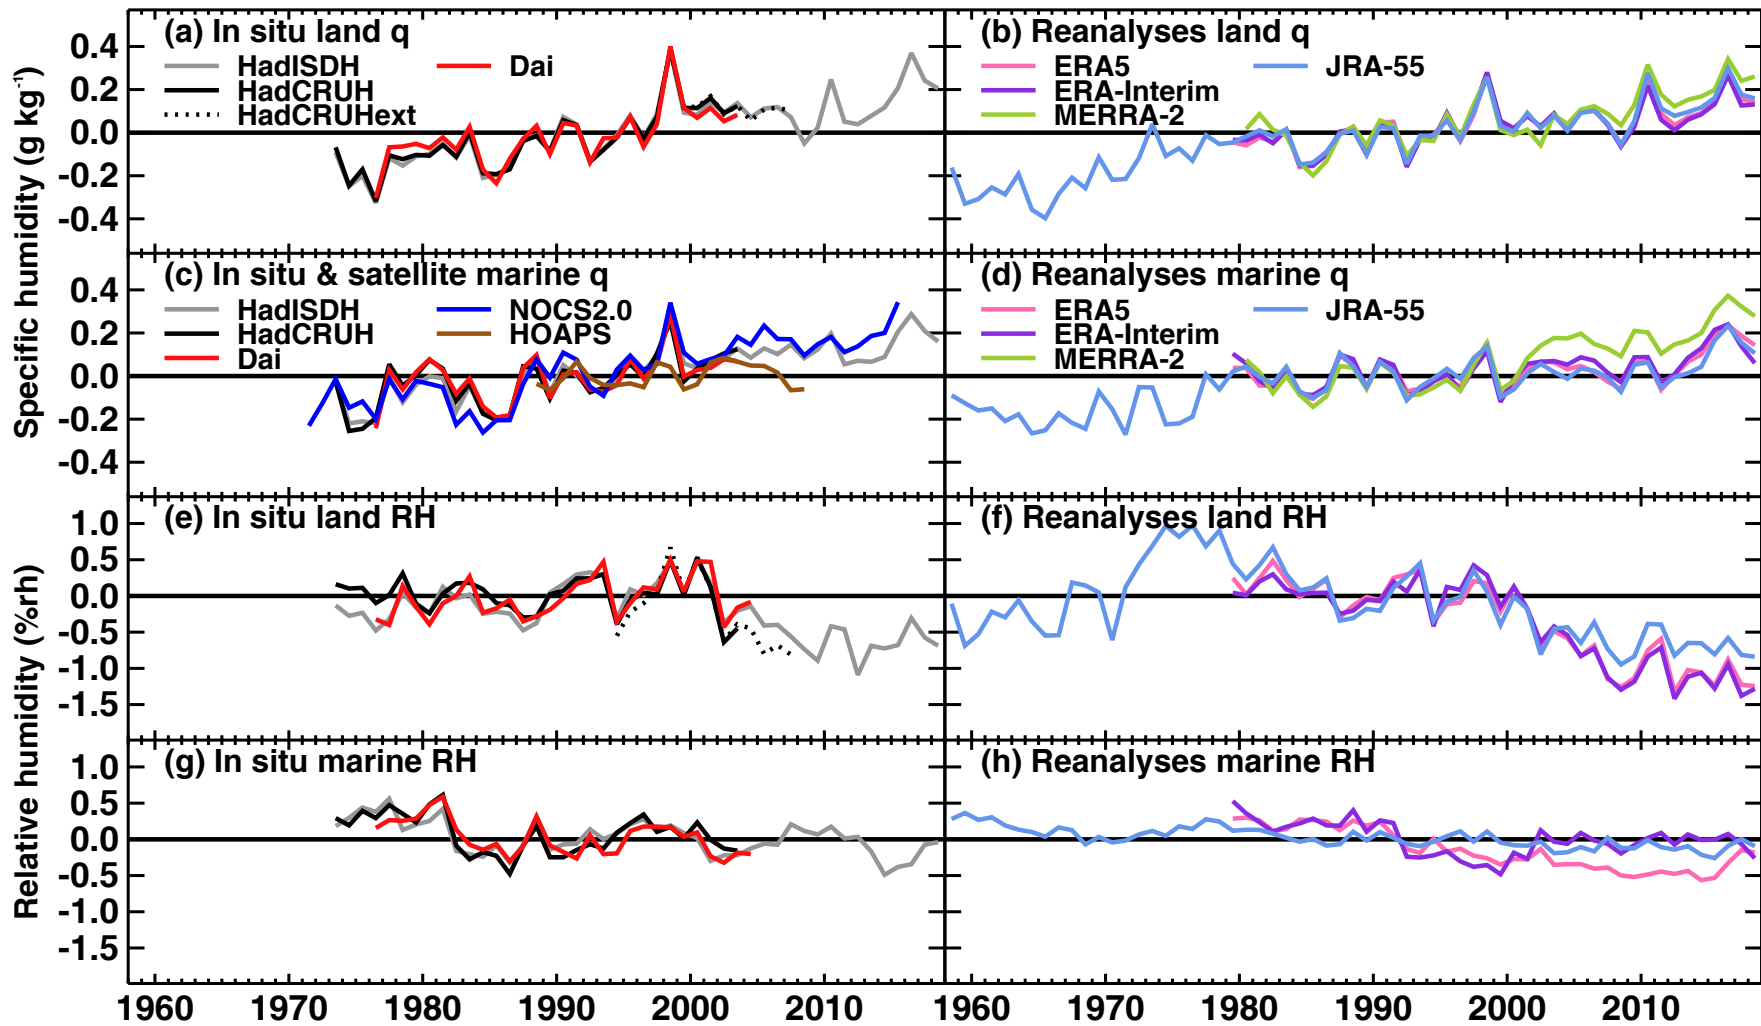 (a) In situ land q
HadISDH
Dai
HadCRUH
HadCRUHext
0.4
0.2
0.0
-0.2
-0.4
(b) Reanalyses land q
ERA5
JRA-55
ERA-Interim
MERRA-2
Specific humidity (g kg⁻¹)
(c) In situ & satellite marine q
HadISDH
NOCS2.0
HadCRUH
HOAPS
Dai
0.4
0.2
0.0
-0.2
-0.4
(d) Reanalyses marine q
ERA5
JRA-55
ERA-Interim
MERRA-2
(e) In situ land RH
1.0
0.5
0.0
-0.5
-1.0
-1.5
(f) Reanalyses land RH
Relative humidity (%rh)
(g) In situ marine RH
1.0
0.5
0.0
-0.5
-1.0
-1.5
(h) Reanalyses marine RH
1960 1970 1980 1990 2000 2010
1960 1970 1980 1990 2000 2010